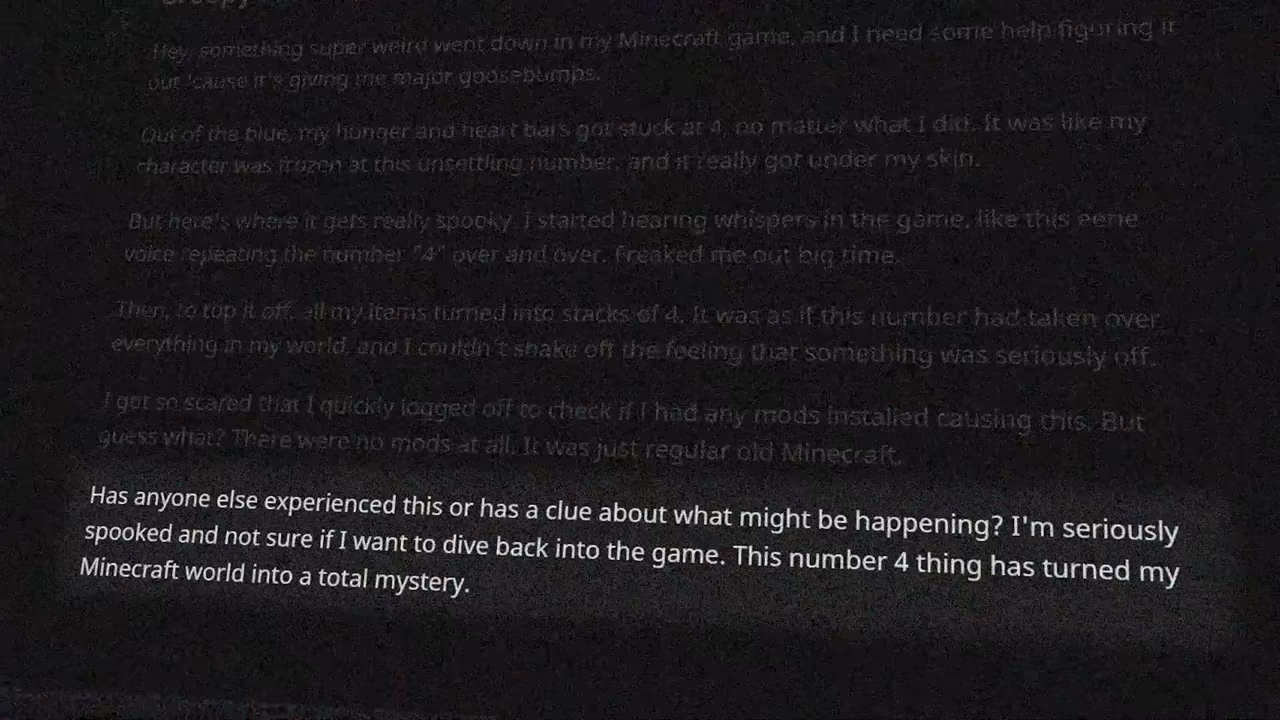 Hey, something super weird went down in my Minecraft game, and I need some help figuring it
out 'cause it's giving me major goosebumps.
Out of the blue, my hunger and heart bars got stuck at 4, no matter what I did. It was like my
character was frozen at this unsettling number, and it really got under my skin.
But here's where it gets really spooky. I started hearing whispers in the game, like this eerie
voice repeating the number "4" over and over. Freaked me out big time.
Then, to top it off, all my items turned into stacks of 4. It was as if this number had taken over
everything in my world, and I couldn't shake off the feeling that something was seriously off.
I got so scared that I quickly logged off to check if I had any mods installed causing this. But
guess what? There were no mods at all. It was just regular old Minecraft.
Has anyone else experienced this or has a clue about what might be happening? I'm seriously
spooked and not sure if I want to dive back into the game. This number 4 thing has turned my
Minecraft world into a total mystery.